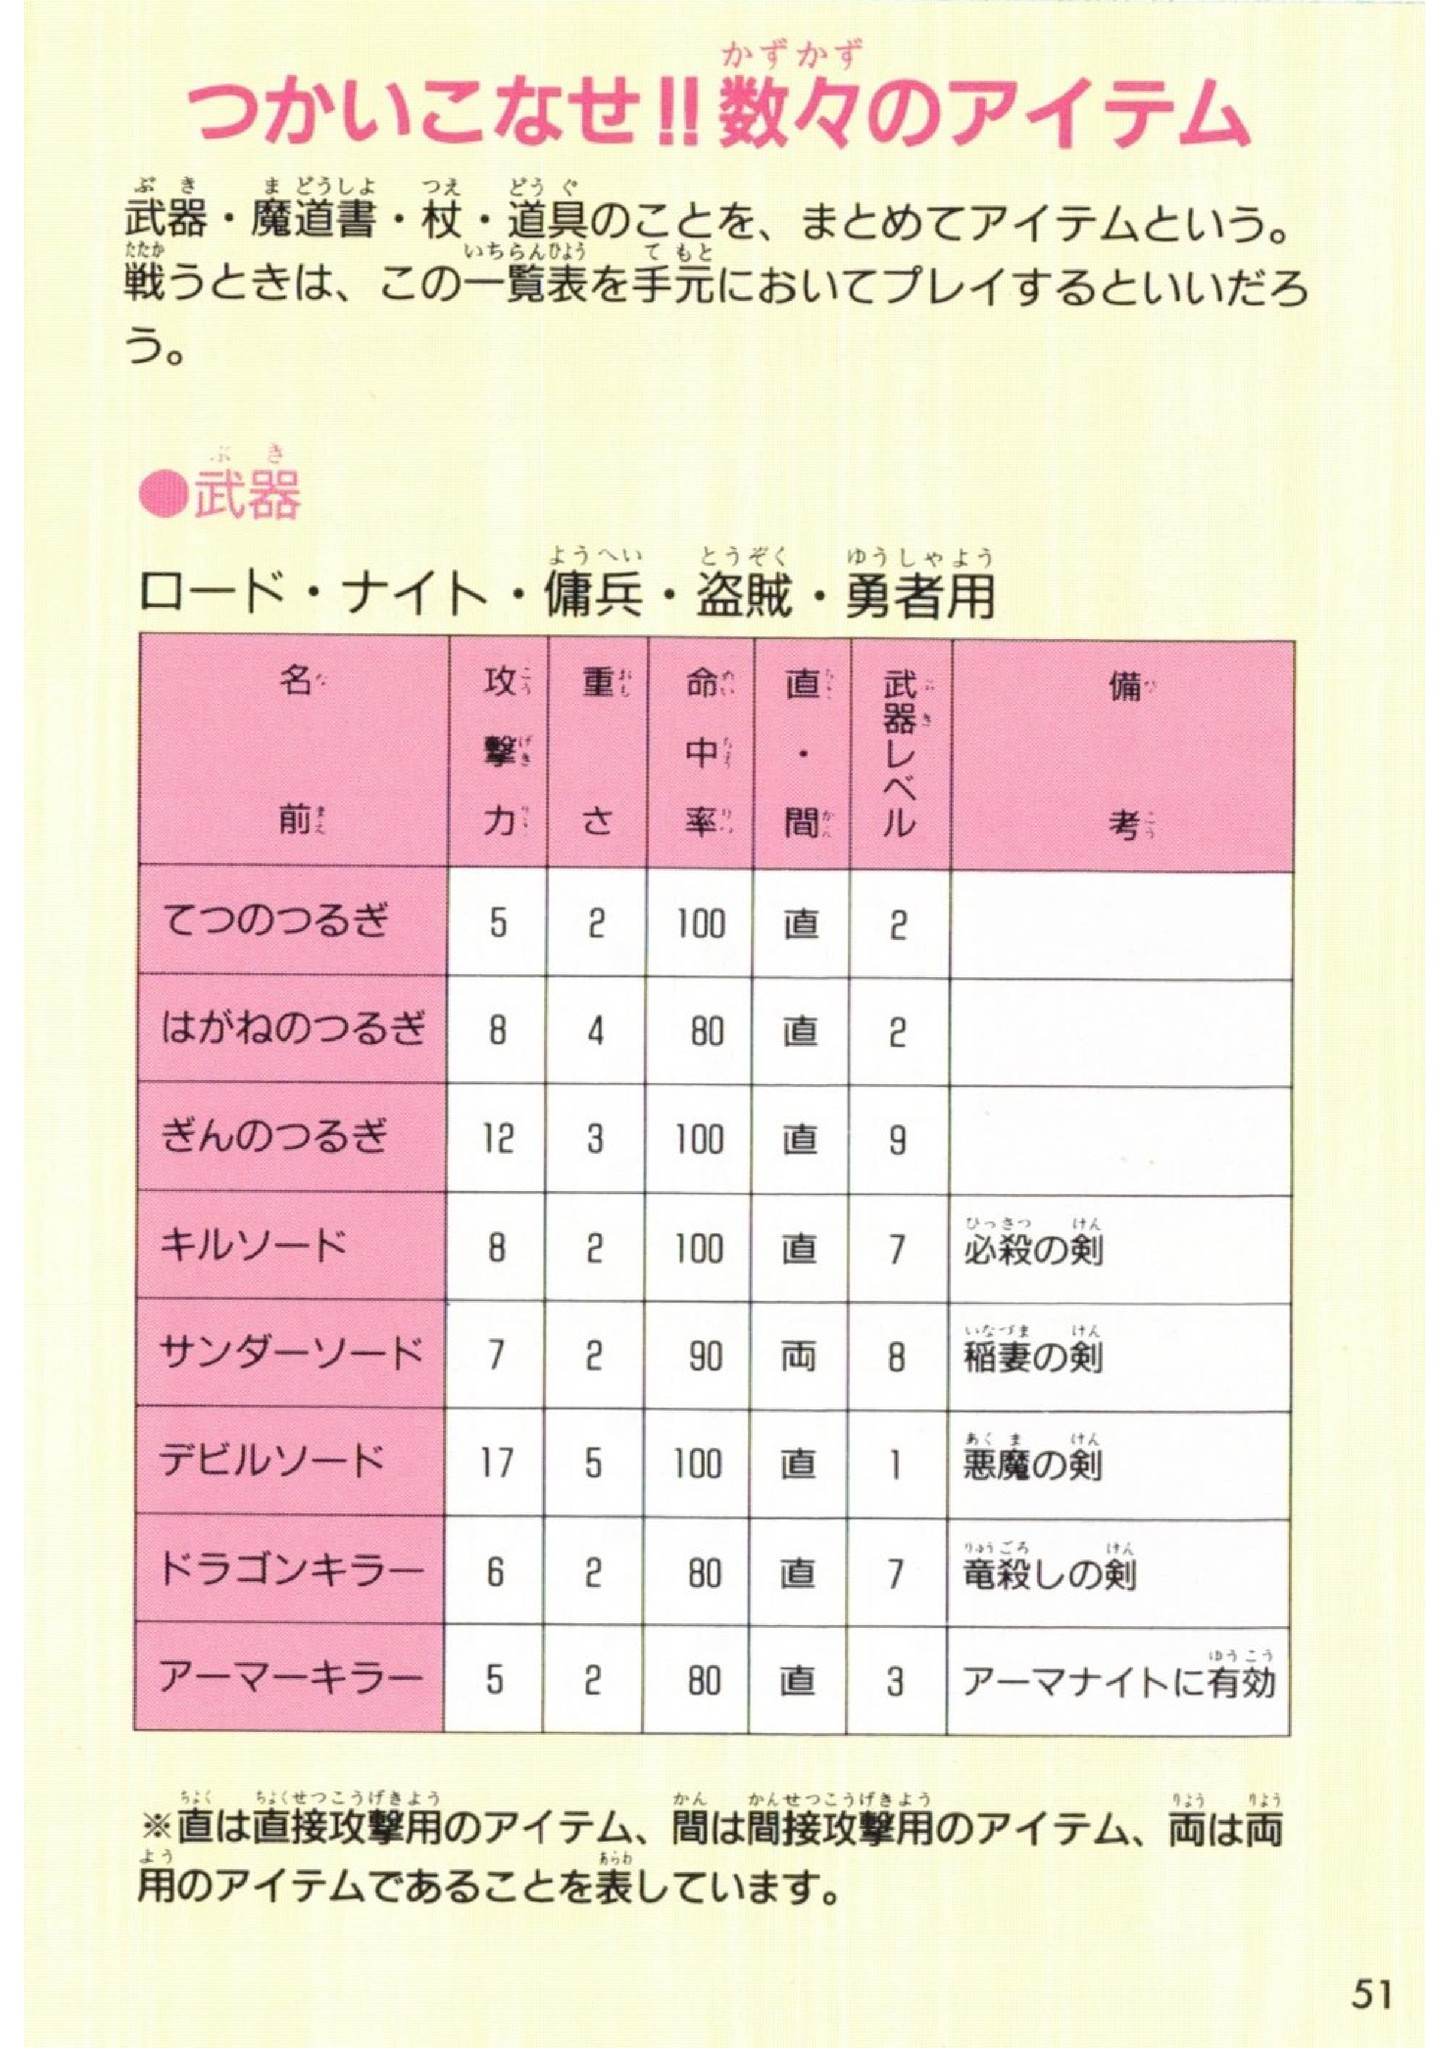 つかいこなせ!!数々のアイテム
武器・魔道書・杖・道具のことを、まとめてアイテムという。
戦うときは、この一覧表を手元においてプレイするといいだろ
う。
●武器
ロード・ナイト・傭兵・盗賊・勇者用
名前 攻撃力 重さ 命中率 直・間 武器レベル 備考
てつのつるぎ 5 2 100 直 2
はがねのつるぎ 8 4 80 直 2
ぎんのつるぎ 12 3 100 直 9
キルソード 8 2 100 直 7 必殺の剣
サンダーソード 7 2 90 両 8 稲妻の剣
デビルソード 17 5 100 直 1 悪魔の剣
ドラゴンキラー 6 2 80 直 7 竜殺しの剣
アーマーキラー 5 2 80 直 3 アーマナイトに有効
※直は直接攻撃用のアイテム、間は間接攻撃用のアイテム、両は両
用のアイテムであることを表しています。
51